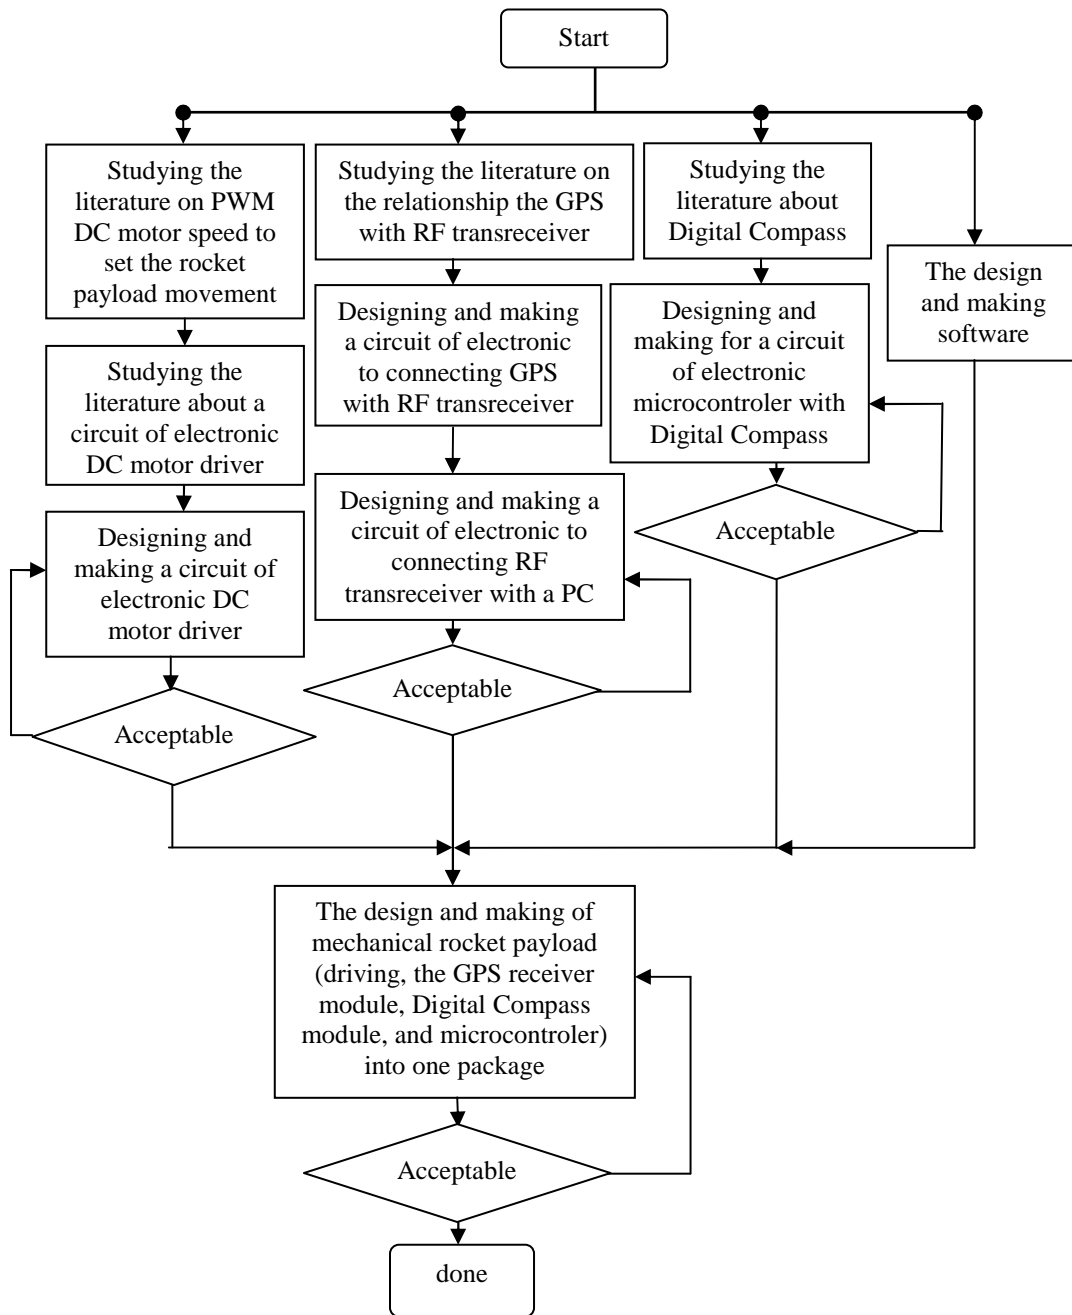 Start
Studying the
literature on PWM
DC motor speed to
set the rocket
payload movement
Studying the
literature about a
circuit of electronic
DC motor driver
Designing and
making a circuit of
electronic DC
motor driver
Acceptable
Studying the literature on
the relationship the GPS
with RF transreceiver
Designing and making
a circuit of electronic
to connecting GPS
with RF transreceiver
Designing and making a
circuit of electronic to
connecting RF
transreceiver with a PC
Acceptable
Studying the
literature about
Digital Compass
Designing and
making for a circuit
of electronic
microcontroler with
Digital Compass
Acceptable
The design
and making
software
The design and making of
mechanical rocket payload
(driving, the GPS receiver
module, Digital Compass
module, and microcontroler)
into one package
Acceptable
done